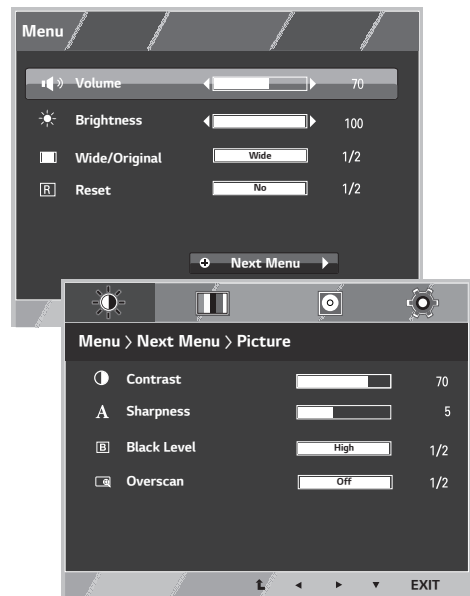 Menu
Volume 70
Brightness 100
Wide/Original Wide 1/2
R Reset No 1/2
Next Menu
Menu > Next Menu > Picture
Contrast 70
A Sharpness 5
B Black Level High 1/2
Overscan Off 1/2
EXIT